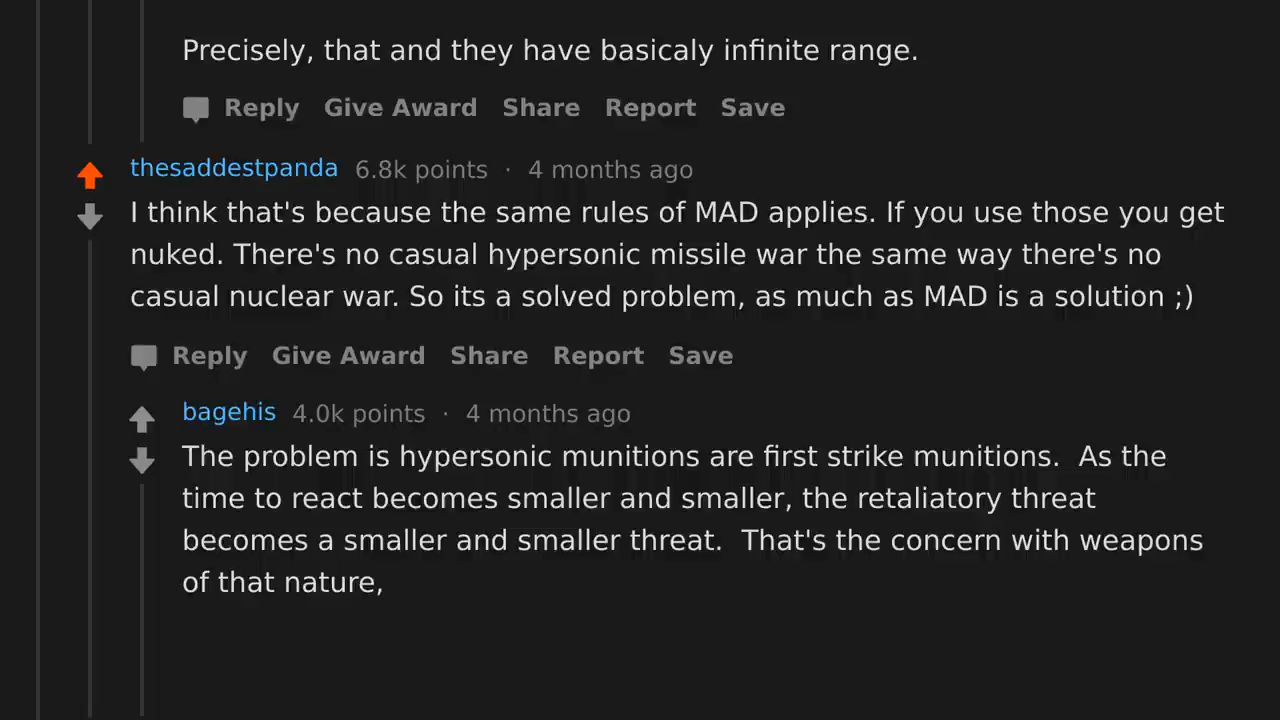 Precisely, that and they have basicaly infinite range.
Reply Give Award Share Report Save
thesaddestpanda 6.8k points · 4 months ago
I think that's because the same rules of MAD applies. If you use those you get
nuked. There's no casual hypersonic missile war the same way there's no
casual nuclear war. So its a solved problem, as much as MAD is a solution ;)
Reply Give Award Share Report Save
bagehis 4.0k points · 4 months ago
The problem is hypersonic munitions are first strike munitions.  As the
time to react becomes smaller and smaller, the retaliatory threat
becomes a smaller and smaller threat.  That's the concern with weapons
of that nature,